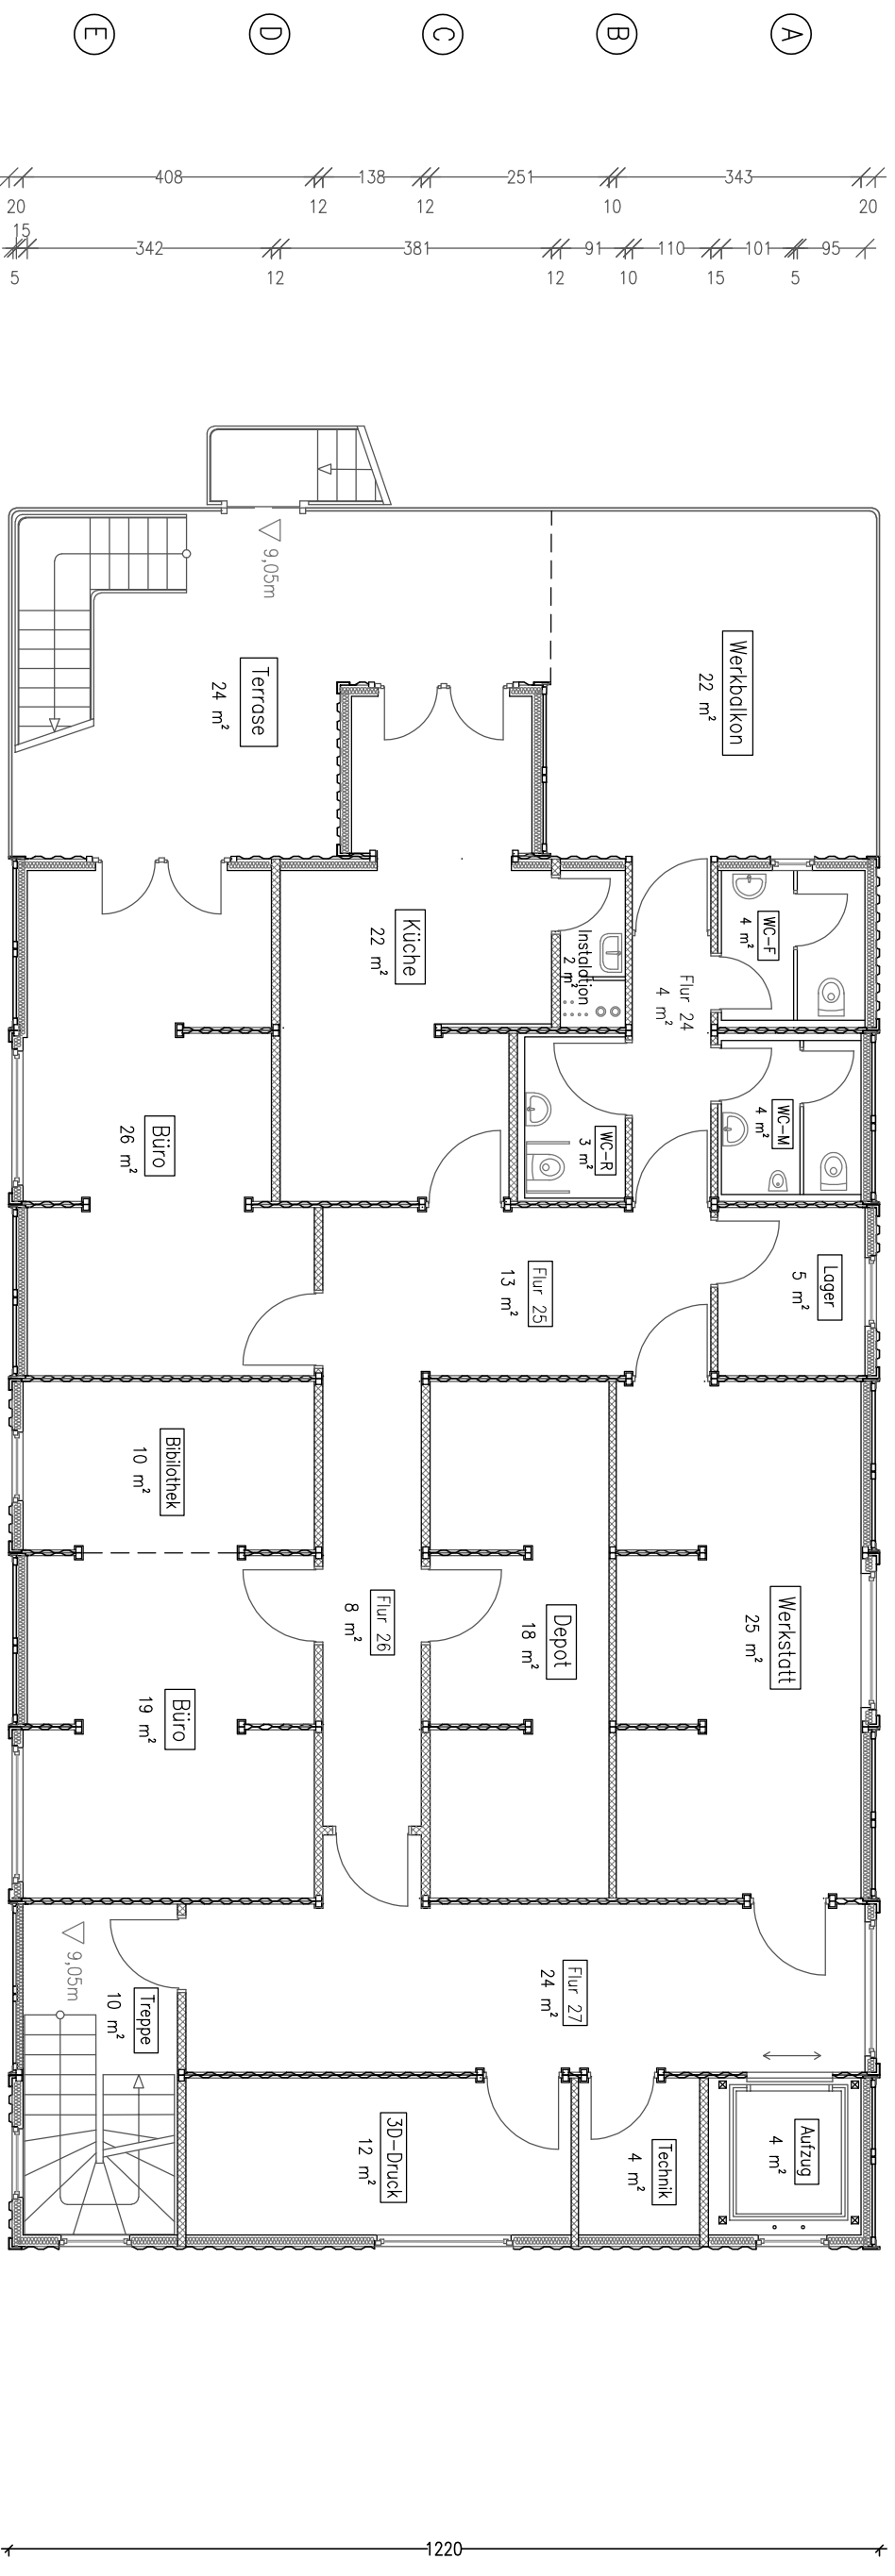 E
D
C
B
A
408
138
251
343
20
12
12
10
20
15
342
381
91
110
101
95
5
12
12
10
15
5
9,05m
Werkbalkon
22 m²
Terrase
24 m²
Küche
22 m²
Instalation
2 m²
WC-F
4 m²
Flur 24
4 m²
WC-M
4 m²
WC-R
3 m²
Büro
26 m²
Flur 25
13 m²
Lager
5 m²
Bibilothek
10 m²
Flur 26
8 m²
Depot
18 m²
Werkstatt
25 m²
Büro
19 m²
9,05m
Treppe
10 m²
Flur 27
24 m²
3D-Druck
12 m²
Technik
4 m²
Aufzug
4 m²
1220